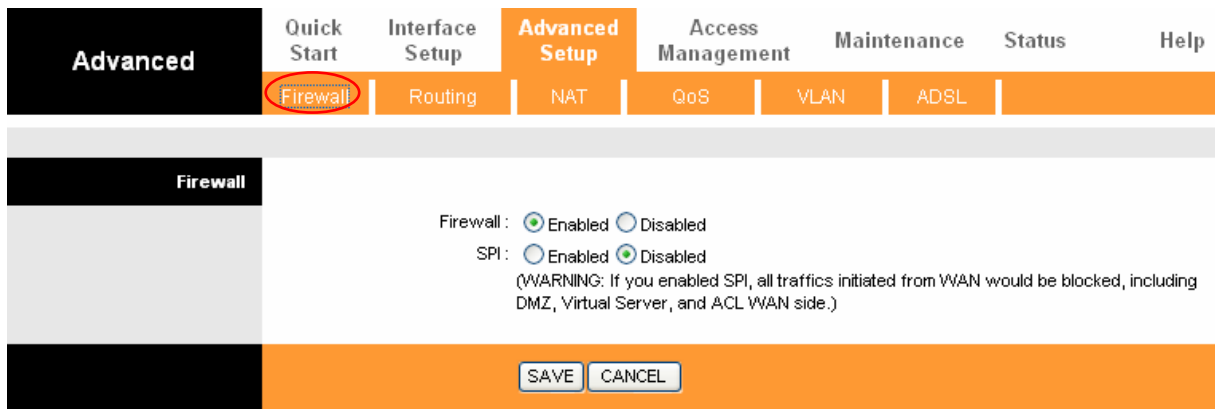 Advanced
Quick Start
Interface Setup
Advanced Setup
Access Management
Maintenance
Status
Help
Firewall
Routing
NAT
QoS
VLAN
ADSL
Firewall
Firewall : Enabled Disabled
SPI : Enabled Disabled
(WARNING: If you enabled SPI, all traffics initiated from WAN would be blocked, including
DMZ, Virtual Server, and ACL WAN side.)
SAVE CANCEL